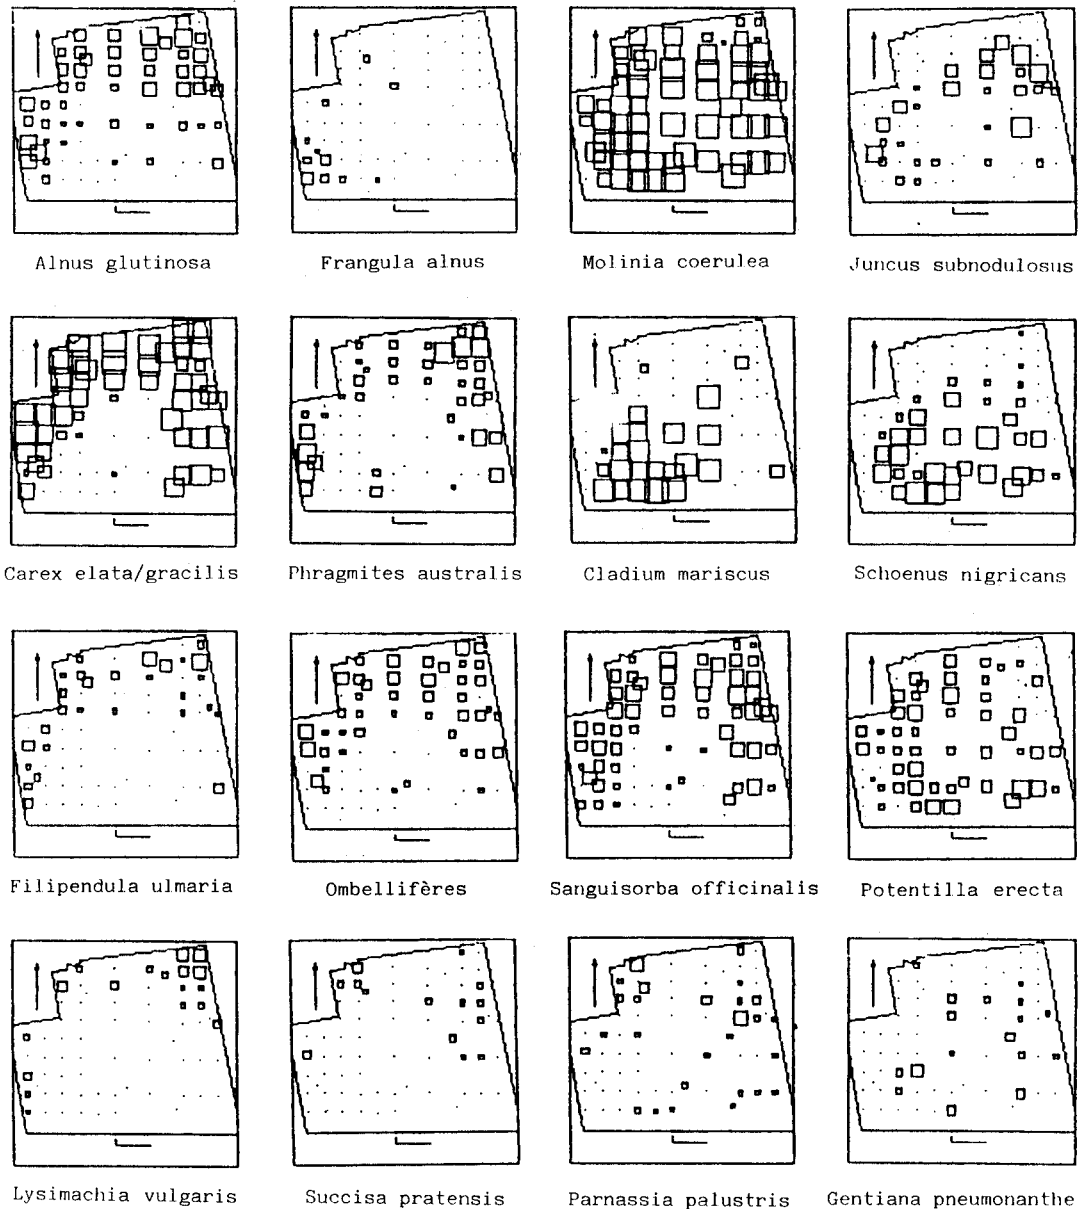 Alnus glutinosa Frangula alnus Molinia coerulea Juncus subnodulosus
Carex elata/gracilis Phragmites australis Cladium mariscus Schoenus nigricans
Filipendula ulmaria Ombellifères Sanguisorba officinalis Potentilla erecta
Lysimachia vulgaris Succisa pratensis Parnassia palustris Gentiana pneumonanthe